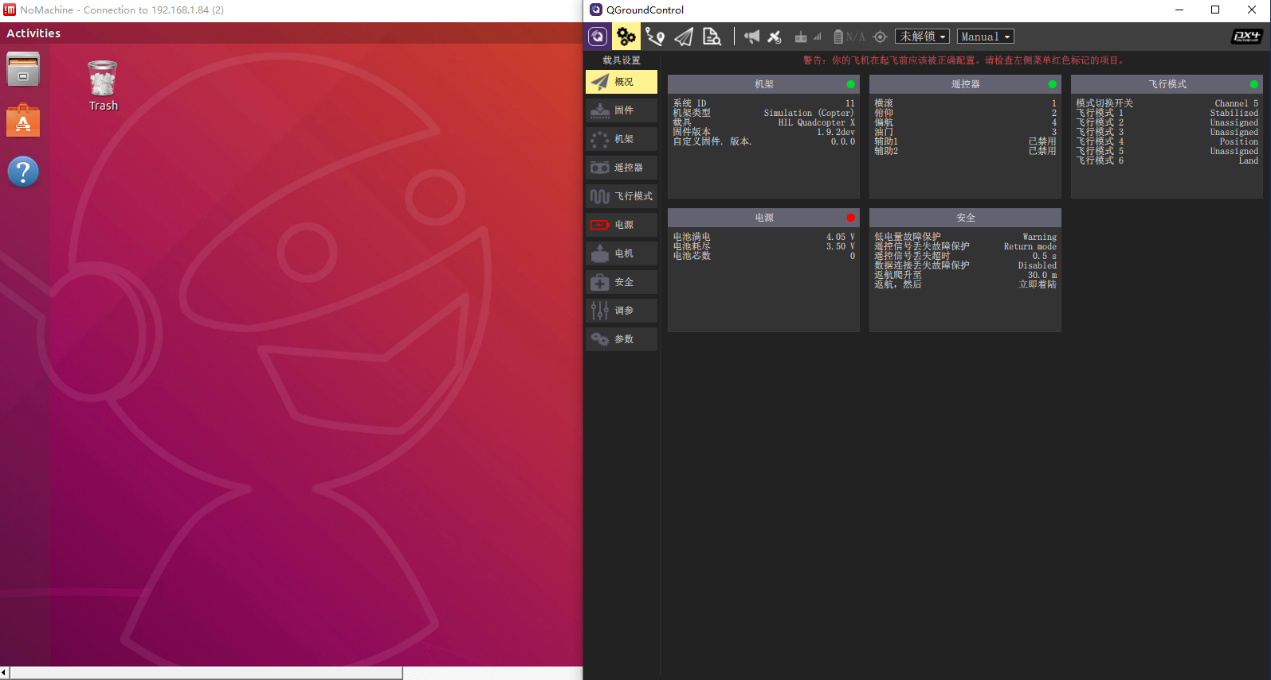 NoMachine - Connection to 192.168.1.84 (2)
Activities
Trash
QGroundControl
N/A
未解锁
Manual
px4
载具设置
概况
固件
机架
遥控器
飞行模式
电源
电机
安全
调参
参数
警告: 你的飞机在起飞前应该被正确配置。请检查左侧菜单红色标记的项目。
机架
系统 ID 11
机架类型 Simulation (Copter)
载具 HIL Quadcopter X
固件版本 1.9.2dev
自定义固件. 版本. 0.0.0
遥控器
横滚 1
俯仰 2
偏航 4
油门 3
辅助1 已禁用
辅助2 已禁用
飞行模式
模式切换开关 Channel 5
飞行模式 1 Stabilized
飞行模式 2 Unassigned
飞行模式 3 Unassigned
飞行模式 4 Position
飞行模式 5 Unassigned
飞行模式 6 Land
电源
电池满电 4.05 V
电池耗尽 3.50 V
电池芯数 0
安全
低电量故障保护 Warning
遥控信号丢失故障保护 Return mode
遥控信号丢失超时 0.5 s
数据连接丢失故障保护 Disabled
返航爬升至 30.0 m
返航, 然后 立即着陆